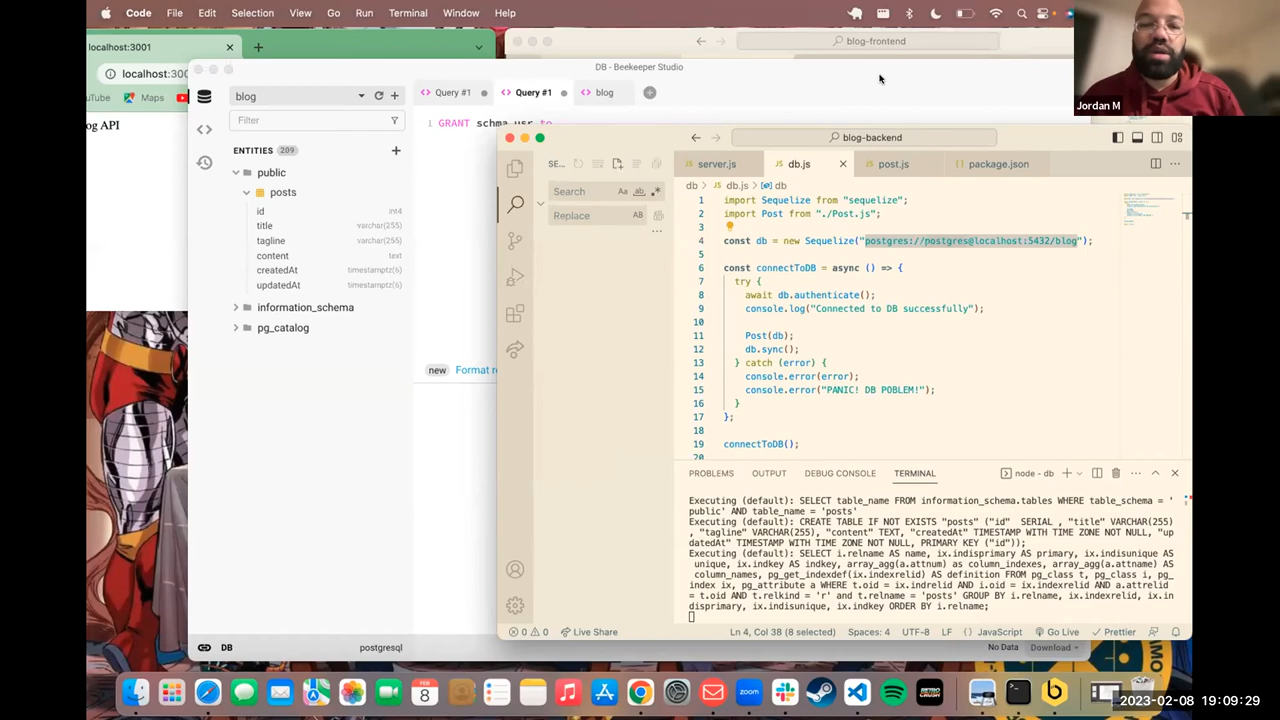 Code File Edit Selection View Go Run Terminal Window Help
localhost:3001
blog-frontend
localhost:300
DB - Beekeeper Studio
uTube Maps
blog
Query #1 Query #1 blog
Jordan M
og API
Filter
1 GRANT schma usr to
blog-backend
ENTITIES 209
SE...
server.js db.js post.js package.json
public
posts
Search Aa ab
db > db.js > db
id int4
title varchar(255)
tagline varchar(255)
content text
createdAt timestamptz(6)
updatedAt timestamptz(6)
information_schema
pg_catalog
Replace AB
1 import Sequelize from "sequelize";
2 import Post from "./Post.js";
3
4 const db = new Sequelize("postgres://postgres@localhost:5432/blog");
5
6 const connectToDB = async () => {
7 try {
8 await db.authenticate();
9 console.log("Connected to DB successfully");
10
11 Post(db);
12 db.sync();
13 } catch (error) {
14 console.error(error);
15 console.error("PANIC! DB POBLEM!");
16 }
17 };
18
19 connectToDB();
20
new Format r
PROBLEMS OUTPUT DEBUG CONSOLE TERMINAL node - db
Executing (default): SELECT table_name FROM information_schema.tables WHERE table_schema = '
public' AND table_name = 'posts'
Executing (default): CREATE TABLE IF NOT EXISTS "posts" ("id" SERIAL , "title" VARCHAR(255)
, "tagline" VARCHAR(255), "content" TEXT, "createdAt" TIMESTAMP WITH TIME ZONE NOT NULL, "up
datedAt" TIMESTAMP WITH TIME ZONE NOT NULL, PRIMARY KEY ("id"));
Executing (default): SELECT i.relname AS name, ix.indisprimary AS primary, ix.indisunique AS
unique, ix.indkey AS indkey, array_agg(a.attnum) as column_indexes, array_agg(a.attname) AS
column_names, pg_get_indexdef(ix.indexrelid) AS definition FROM pg_class t, pg_class i, pg_
index ix, pg_attribute a WHERE t.oid = ix.indrelid AND i.oid = ix.indexrelid AND a.attrelid
= t.oid AND t.relkind = 'r' and t.relname = 'posts' GROUP BY i.relname, ix.indexrelid, ix.in
disprimary, ix.indisunique, ix.indkey ORDER BY i.relname;
0 0 Live Share Ln 4, Col 38 (8 selected) Spaces: 4 UTF-8 LF JavaScript Go Live Prettier
DB postgresql No Data Download
FEB
8
zoom
2023-02-08 19:09:29